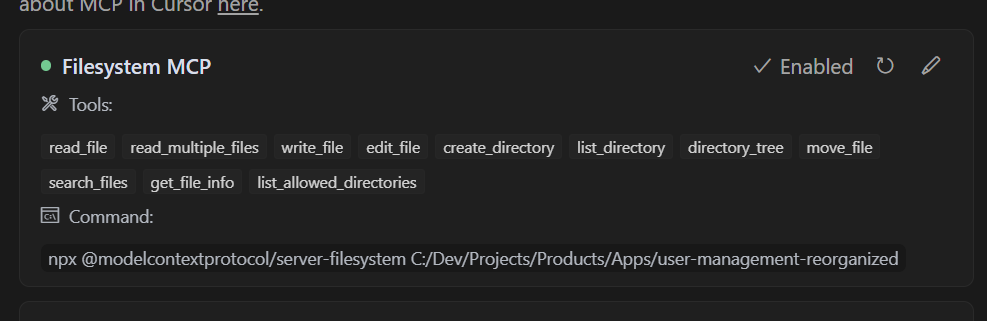 about MCP in Cursor here.
Filesystem MCP
Enabled
Tools:
read_file read_multiple_files write_file edit_file create_directory list_directory directory_tree move_file
search_files get_file_info list_allowed_directories
Command:
npx @modelcontextprotocol/server-filesystem C:/Dev/Projects/Products/Apps/user-management-reorganized